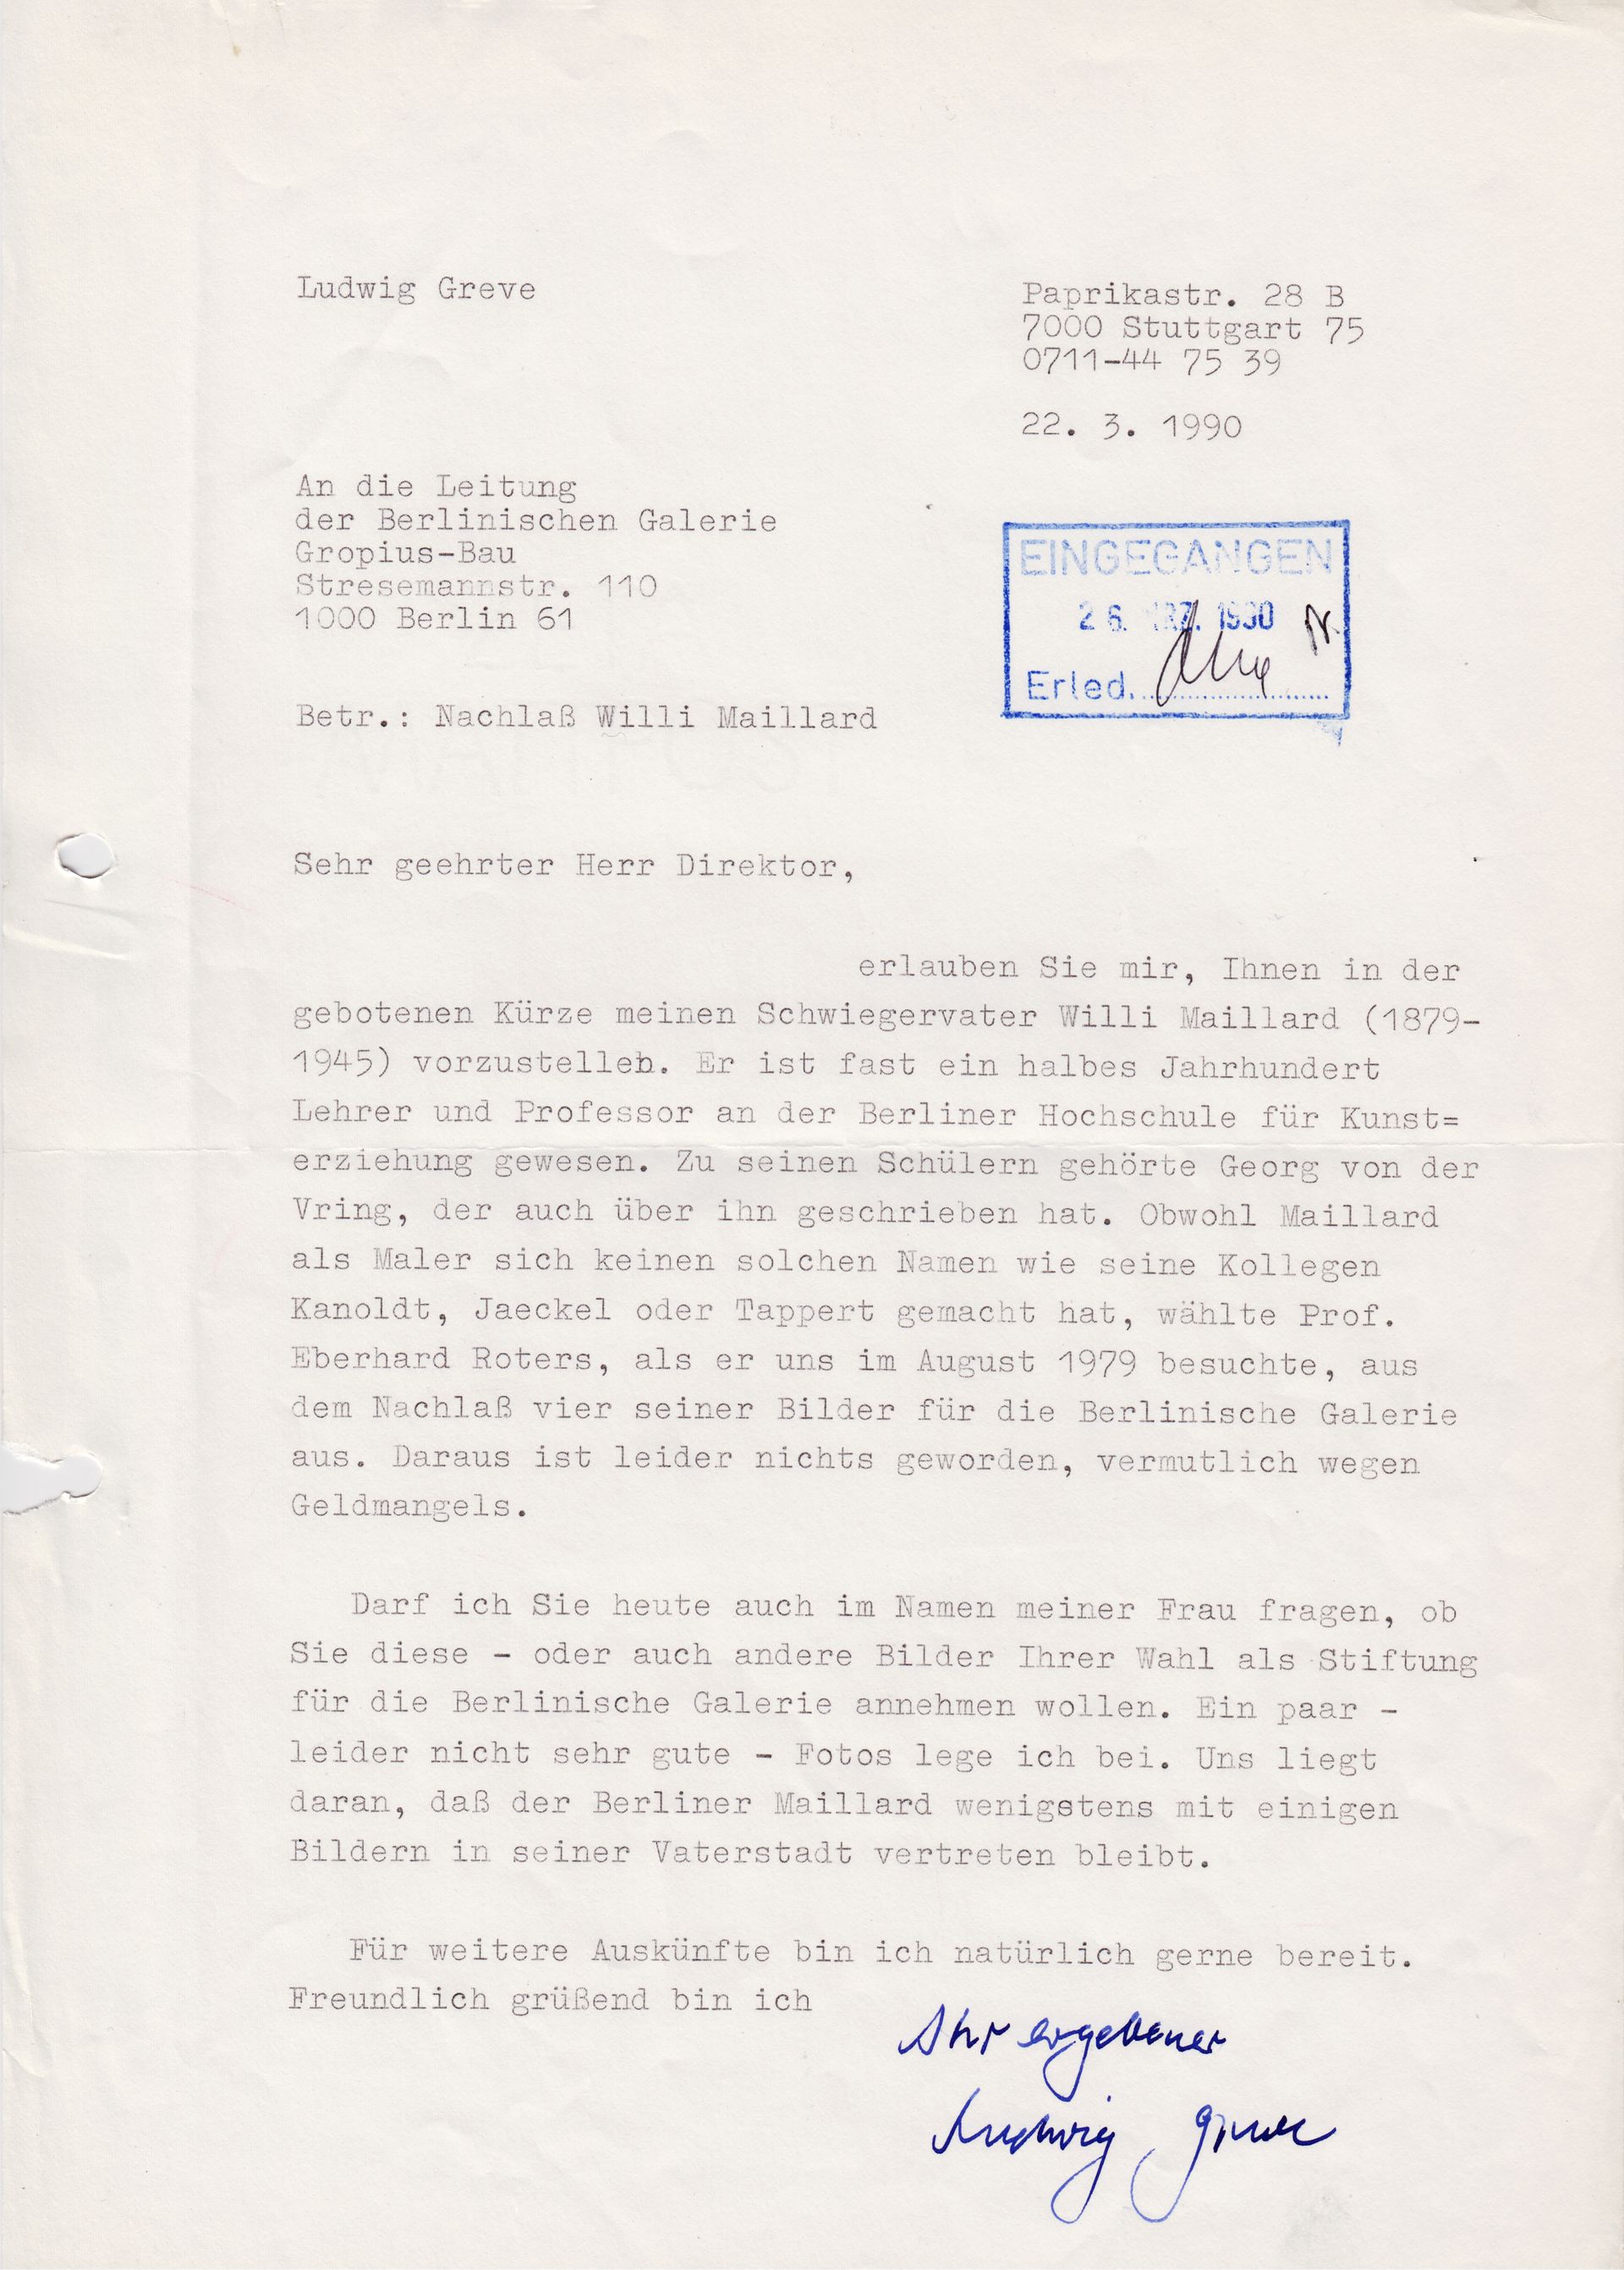 Ludwig Greve
Paprikastr. 28 B
7000 Stuttgart 75
0711-44 75 39
22. 3. 1990
An die Leitung
der Berlinischen Galerie
Gropius-Bau
Stresemannstr. 110
1000 Berlin 61
EINGEGANGEN
Erled.
Betr.: Nachlaß Willi Maillard
Sehr geehrter Herr Direktor,
erlauben Sie mir, Ihnen in der
gebotenen Kürze meinen Schwiegervater Willi Maillard (1879-
1945) vorzustelleh. Er ist fast ein halbes Jahrhundert
Lehrer und Professor an der Berliner Hochschule für Kunst=
erziehung gewesen. Zu seinen Schülern gehörte Georg von der
Vring, der auch über ihn geschrieben hat. Obwohl Maillard
als Maler sich keinen solchen Namen wie seine Kollegen
Kanoldt, Jaeckel oder Tappert gemacht hat, wählte Prof.
Eberhard Roters, als er uns im August 1979 besuchte, aus
dem Nachlaß vier seiner Bilder für die Berlinische Galerie
aus. Daraus ist leider nichts geworden, vermutlich wegen
Geldmangels.
Darf ich Sie heute auch im Namen meiner Frau fragen, ob
Sie diese - oder auch andere Bilder Ihrer Wahl als Stiftung
für die Berlinische Galerie annehmen wollen. Ein paar -
leider nicht sehr gute - Fotos lege ich bei. Uns liegt
daran, daß der Berliner Maillard wenigstens mit einigen
Bildern in seiner Vaterstadt vertreten bleibt.
Für weitere Auskünfte bin ich natürlich gerne bereit.
Freundlich grüßend bin ich
Ihr ergebener
Ludwig Greve